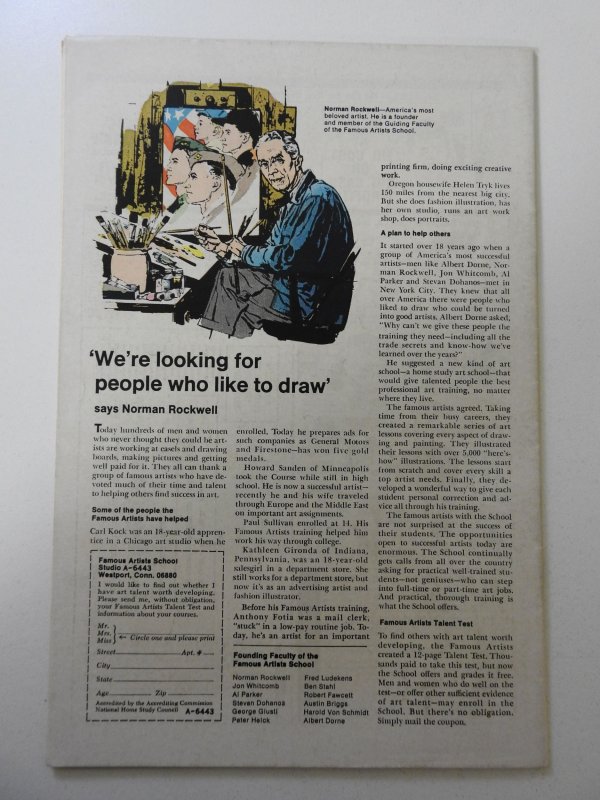 Norman Rockwell—America's most
beloved artist. He is a founder
and member of the Guiding Faculty
of the Famous Artists School.
'We're looking for
people who like to draw'
says Norman Rockwell
Today hundreds of men and women
who never thought they could be art-
ists are working at easels and drawing
boards, making pictures and getting
well paid for it. They all can thank a
group of famous artists who have de-
voted much of their time and talent
to helping others find success in art.
Some of the people the
Famous Artists have helped
Carl Kock was an 18-year-old appren-
tice in a Chicago art studio when he
enrolled. Today he prepares ads for
such companies as General Motors
and Firestone—has won five gold
medals.
Howard Sanden of Minneapolis
took the Course while still in high
school. He is now a successful artist—
recently he and his wife traveled
through Europe and the Middle East
on important art assignments.
Paul Sullivan enrolled at 14. His
Famous Artists training helped him
work his way through college.
Kathleen Gironda of Indiana,
Pennsylvania, was an 18-year-old
salesgirl in a department store. She
still works for a department store, but
now it's as an advertising artist and
fashion illustrator.
Before his Famous Artists training,
Anthony Fotia was a mail clerk,
"stuck" in a low-pay routine job. To-
day, he's an artist for an important
printing firm, doing exciting creative
work.
Oregon housewife Helen Tryk lives
150 miles from the nearest big city.
But she does fashion illustration, has
her own studio, runs an art work
shop, does portraits.
A plan to help others
It started over 18 years ago when a
group of America's most successful
artists—men like Albert Dorne, Nor-
man Rockwell, Jon Whitcomb, Al
Parker and Stevan Dohanos—met in
New York City. They knew that all
over America there were people who
liked to draw who could be turned
into good artists. Albert Dorne asked,
"Why can't we give these people the
training they need—including all the
trade secrets and know-how we've
learned over the years?"
He suggested a new kind of art
school—a home study art school—that
would give talented people the best
professional art training, no matter
where they live.
The famous artists agreed. Taking
time from their busy careers, they
created a remarkable series of art
lessons covering every aspect of draw-
ing and painting. They illustrated
their lessons with over 5,000 "here's-
how" illustrations. The lessons start
from scratch and cover every skill a
top artist needs. Finally, they de-
veloped a wonderful way to give each
student personal correction and ad-
vice all through his training.
The famous artists with the School
are not surprised at the success of
their students. The opportunities
open to successful artists today are
enormous. The School continually
gets calls from all over the country
asking for practical well-trained stu-
dents—not geniuses—who can step
into full-time or part-time art jobs.
And practical, thorough training is
what the School offers.
Famous Artists Talent Test
To find others with art talent worth
developing, the Famous Artists
created a 12-page Talent Test. Thou-
sands paid to take this test, but now
the School offers and grades it free.
Men and women who do well on the
test—or offer other sufficient evidence
of art talent—may enroll in the
School. But there's no obligation.
Simply mail the coupon.
Famous Artists School
Studio A-6443
Westport, Conn. 06880
I would like to find out whether I
have art talent worth developing.
Please send me, without obligation,
your Famous Artists Talent Test and
information about your courses.
Mr.
Mrs.
Miss
← Circle one and please print
Street Apt. #
City
State
Age Zip
Accredited by the Accrediting Commission
National Home Study Council A-6443
Founding Faculty of the
Famous Artists School
Norman Rockwell
Jon Whitcomb
Al Parker
Steven Dohanos
George Giusti
Peter Helck
Fred Ludekens
Ben Stahl
Robert Fawcett
Austin Briggs
Harold Von Schmidt
Albert Dorne